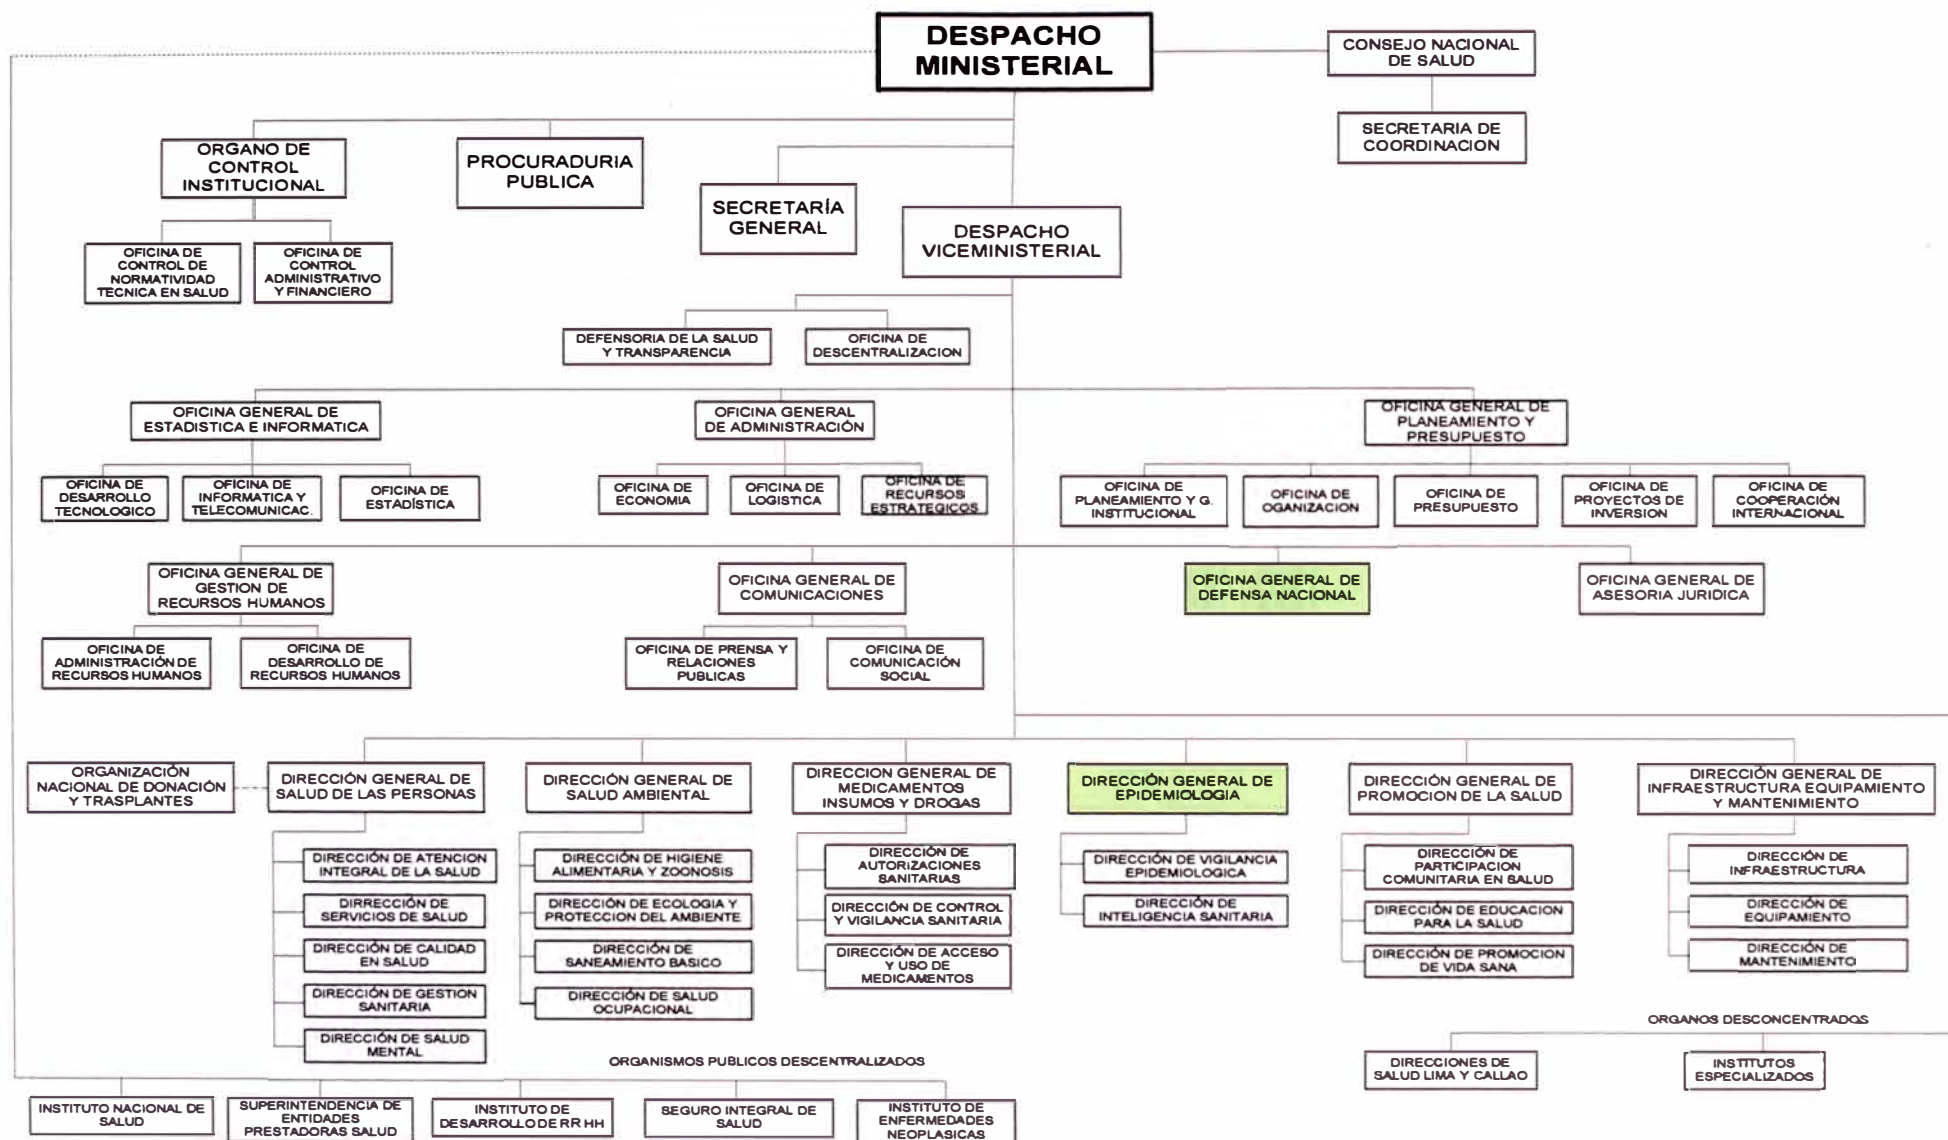 DESPACHO
MINISTERIAL
CONSEJO NACIONAL
DE SALUD
SECRETARIA DE
COORDINACION
ORGANO DE
CONTROL
INSTITUCIONAL
PROCURADURIA
PUBLICA
SECRETARÍA
GENERAL
DESPACHO
VICEMINISTERIAL
OFICINA DE
CONTROL DE
NORMATIVIDAD
TECNICA EN SALUD
OFICINA DE
CONTROL
ADMINISTRATIVO
Y FINANCIERO
DEFENSORIA DE LA SALUD
Y TRANSPARENCIA
OFICINA DE
DESCENTRALIZACION
OFICINA GENERAL DE
ESTADISTICA E INFORMATICA
OFICINA GENERAL
DE ADMINISTRACIÓN
OFICINA GENERAL DE
PLANEAMIENTO Y
PRESUPUESTO
OFICINA DE
DESARROLLO
TECNOLOGICO
OFICINA DE
INFORMATICA Y
TELECOMUNICAC.
OFICINA DE
ESTADÍSTICA
OFICINA DE
ECONOMIA
OFICINA DE
LOGISTICA
OFICINA DE
RECURSOS
ESTRATEGICOS
OFICINA DE
PLANEAMIENTO Y G.
INSTITUCIONAL
OFICINA DE
OGANIZACION
OFICINA DE
PRESUPUESTO
OFICINA DE
PROYECTOS DE
INVERSION
OFICINA DE
COOPERACIÓN
INTERNACIONAL
OFICINA GENERAL DE
GESTION DE
RECURSOS HUMANOS
OFICINA GENERAL DE
COMUNICACIONES
OFICINA GENERAL DE
DEFENSA NACIONAL
OFICINA GENERAL DE
ASESORIA JURIDICA
OFICINA DE
ADMINISTRACIÓN DE
RECURSOS HUMANOS
OFICINA DE
DESARROLLO DE
RECURSOS HUMANOS
OFICINA DE PRENSA Y
RELACIONES
PUBLICAS
OFICINA DE
COMUNICACIÓN
SOCIAL
ORGANIZACIÓN
NACIONAL DE DONACIÓN
Y TRASPLANTES
DIRECCIÓN GENERAL DE
SALUD DE LAS PERSONAS
DIRECCIÓN GENERAL DE
SALUD AMBIENTAL
DIRECCION GENERAL DE
MEDICAMENTOS
INSUMOS Y DROGAS
DIRECCIÓN GENERAL DE
EPIDEMIOLOGIA
DIRECCIÓN GENERAL DE
PROMOCION DE LA SALUD
DIRECCIÓN GENERAL DE
INFRAESTRUCTURA EQUIPAMIENTO
Y MANTENIMIENTO
DIRECCIÓN DE ATENCION
INTEGRAL DE LA SALUD
DIRRECCIÓN DE
SERVICIOS DE SALUD
DIRECCIÓN DE CALIDAD
EN SALUD
DIRECCIÓN DE GESTION
SANITARIA
DIRECCIÓN DE SALUD
MENTAL
DIRECCIÓN DE HIGIENE
ALIMENTARIA Y ZOONOSIS
DIRECCIÓN DE ECOLOGIA Y
PROTECCION DEL AMBIENTE
DIRECCIÓN DE
SANEAMIENTO BASICO
DIRECCIÓN DE SALUD
OCUPACIONAL
DIRECCIÓN DE
AUTORIZACIONES
SANITARIAS
DIRECCIÓN DE CONTROL
Y VIGILANCIA SANITARIA
DIRECCIÓN DE ACCESO
Y USO DE
MEDICAMENTOS
DIRECCIÓN DE VIGILANCIA
EPIDEMIOLOGICA
DIRECCIÓN DE
INTELIGENCIA SANITARIA
DIRECCIÓN DE
PARTICIPACION
COMUNITARIA EN SALUD
DIRECCIÓN DE EDUCACION
PARA LA SALUD
DIRECCIÓN DE PROMOCION
DE VIDA SANA
DIRECCIÓN DE
INFRAESTRUCTURA
DIRECCIÓN DE
EQUIPAMIENTO
DIRECCIÓN DE
MANTENIMIENTO
ORGANOS DESCONCENTRADOS
DIRECCIONES DE
SALUD LIMA Y CALLAO
INSTITUTOS
ESPECIALIZADOS
ORGANISMOS PUBLICOS DESCENTRALIZADOS
INSTITUTO NACIONAL DE
SALUD
SUPERINTENDENCIA DE
ENTIDADES
PRESTADORAS SALUD
INSTITUTO DE
DESARROLLO DE RR HH
SEGURO INTEGRAL DE
SALUD
INSTITUTO DE
ENFERMEDADES
NEOPLASICAS